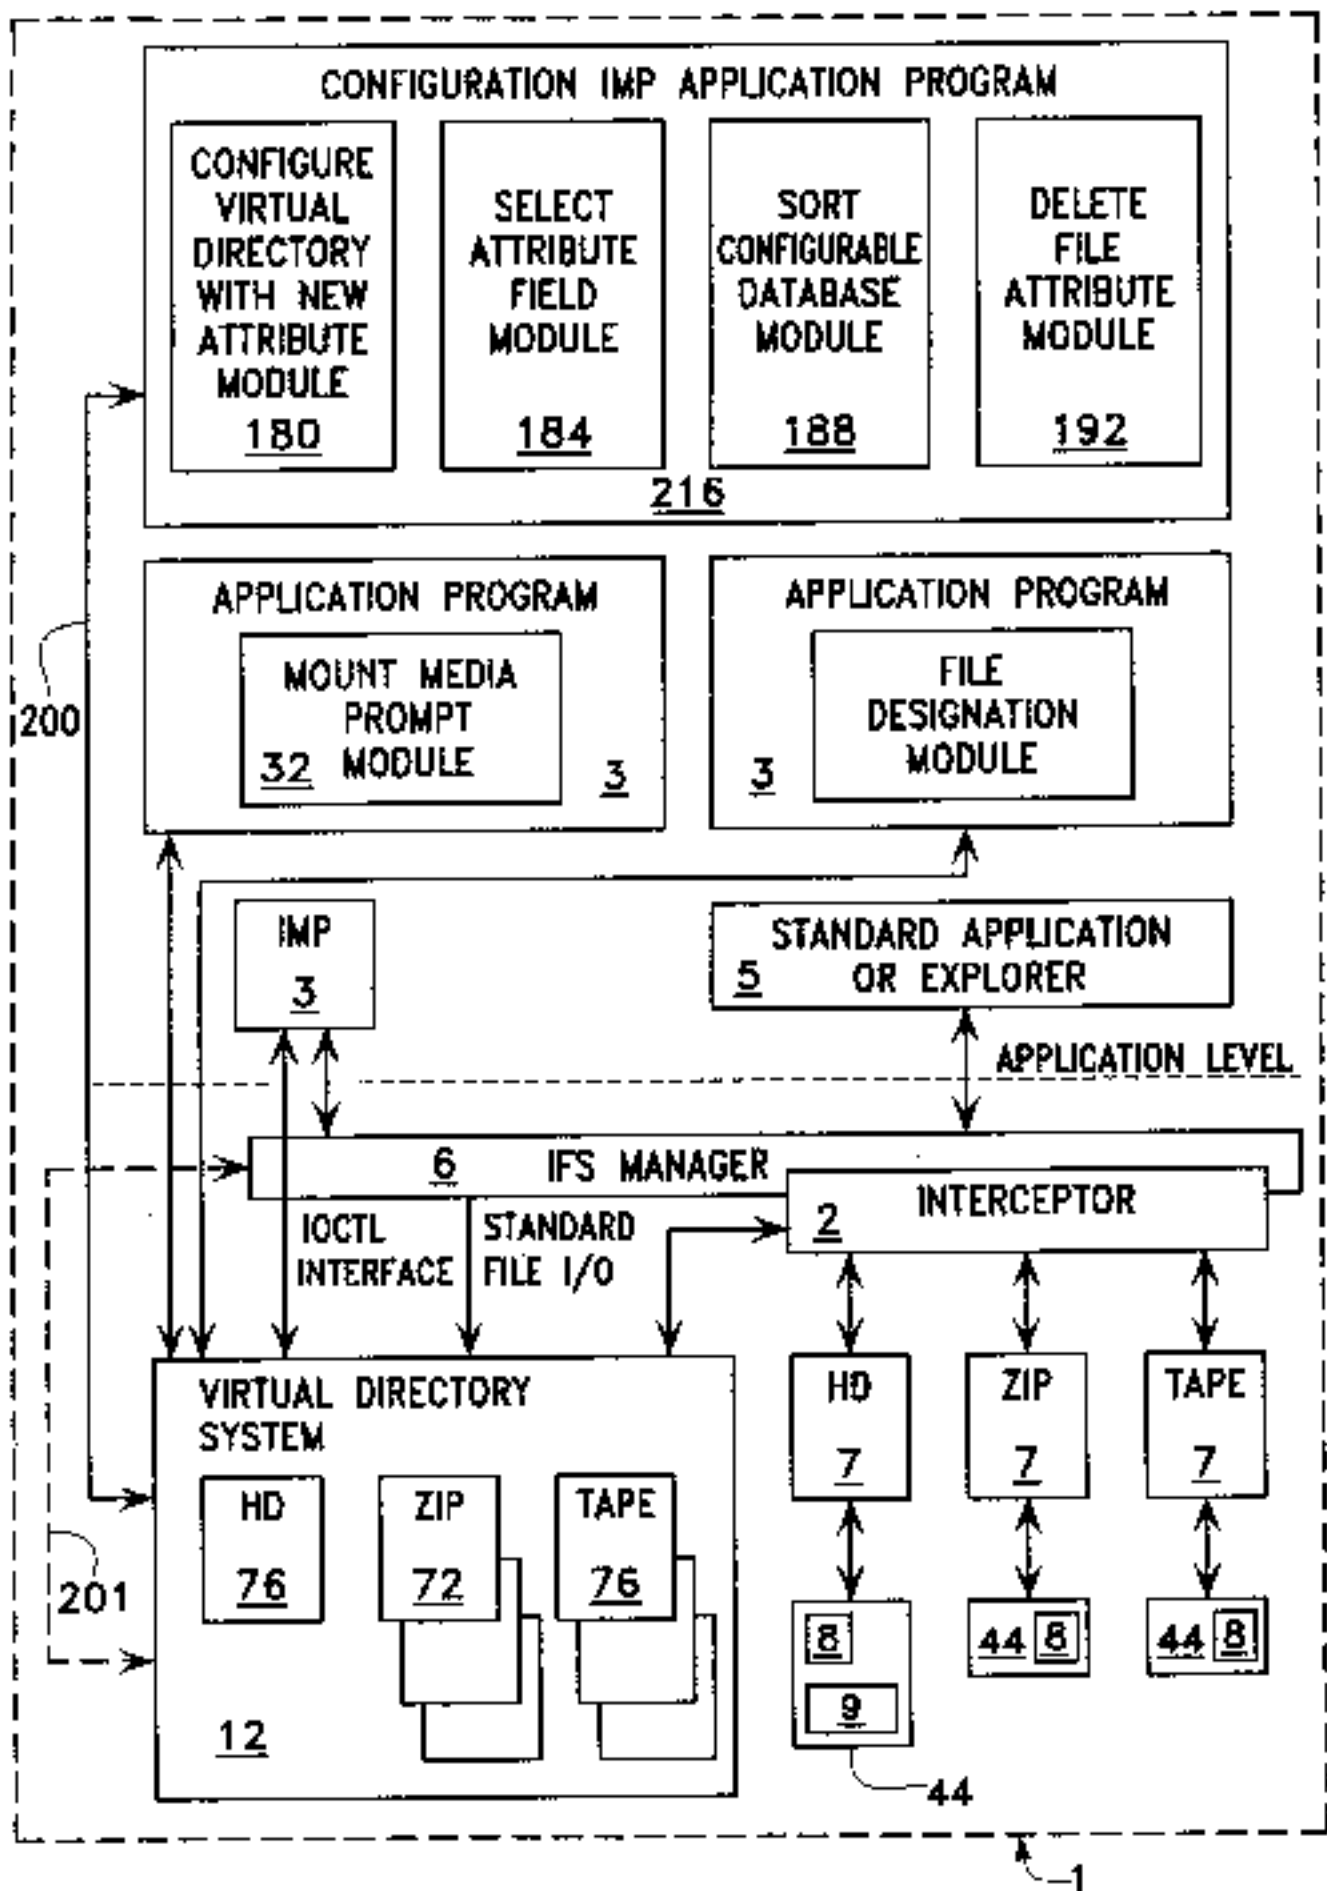 CONFIGURATION IMP APPLICATION PROGRAM
CONFIGURE
VIRTUAL
DIRECTORY
WITH NEW
ATTRIBUTE
MODULE
180
SELECT
ATTRIBUTE
FIELD
MODULE
184
SORT
CONFIGURABLE
DATABASE
MODULE
188
DELETE
FILE
ATTRIBUTE
MODULE
192
216
APPLICATION PROGRAM
MOUNT MEDIA
PROMPT
MODULE
32
3
APPLICATION PROGRAM
FILE
DESIGNATION
MODULE
3
200
IMP
3
STANDARD APPLICATION
OR EXPLORER
5
APPLICATION LEVEL
6 IFS MANAGER
INTERCEPTOR
2
IOCTL
INTERFACE
STANDARD
FILE I/O
VIRTUAL DIRECTORY
SYSTEM
HD
76
ZIP
72
TAPE
76
12
201
HD
7
ZIP
7
TAPE
7
8
9
44
44 8
44 8
1